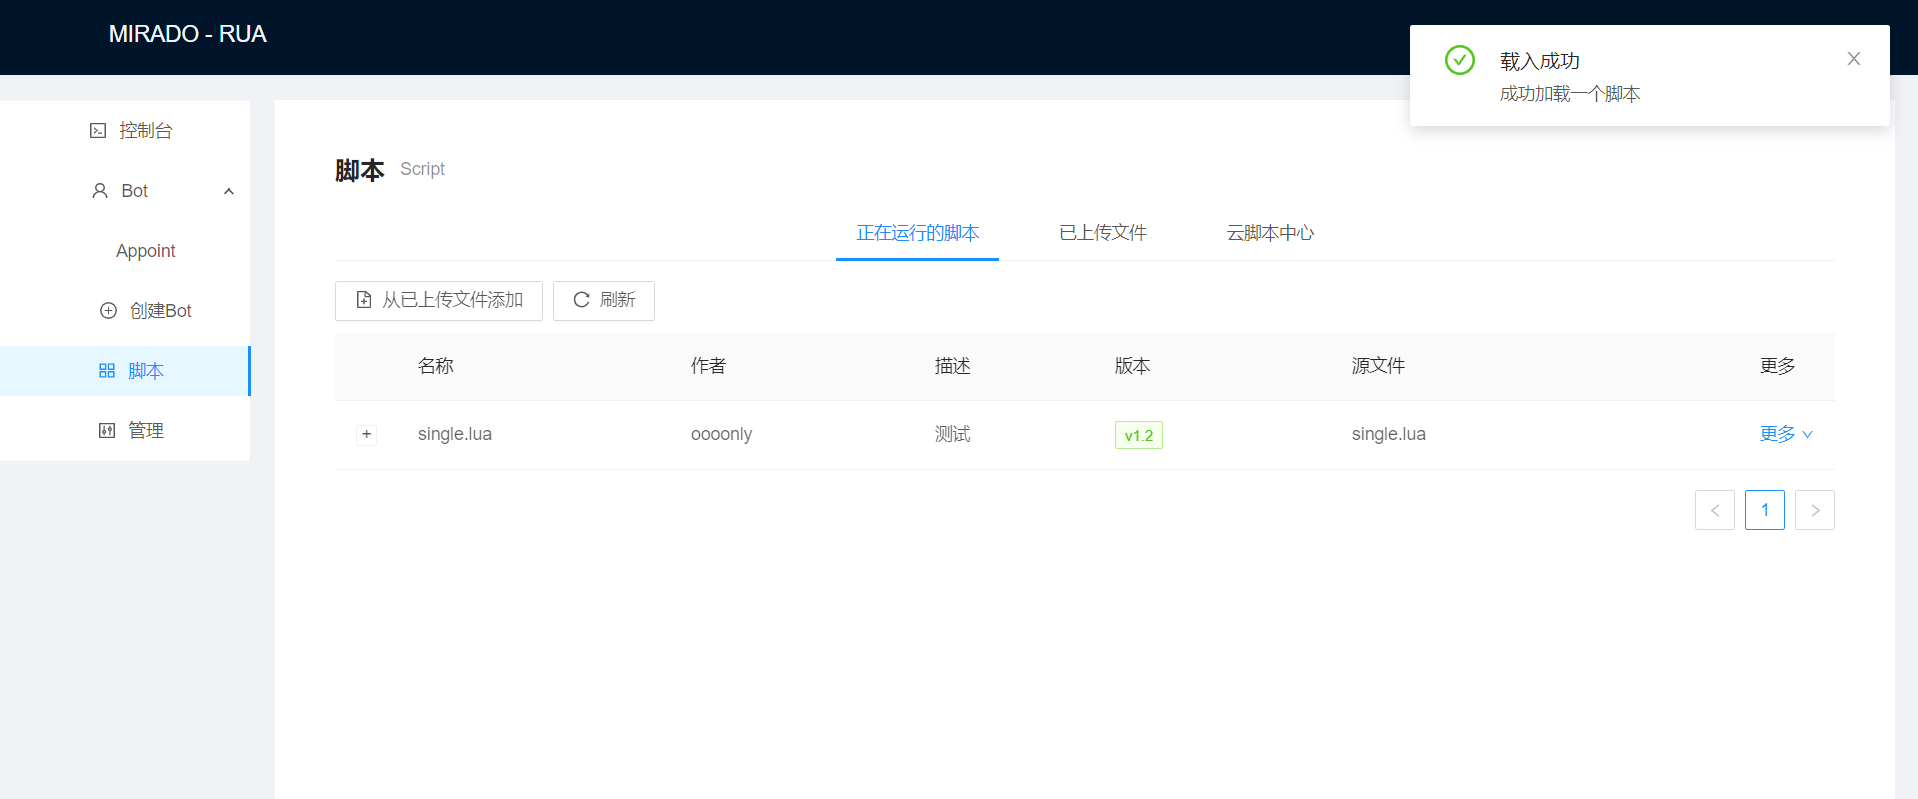 MIRADO - RUA
载入成功
成功加载一个脚本
控制台
Bot
Appoint
创建Bot
脚本
管理
脚本 Script
正在运行的脚本 已上传文件 云脚本中心
从已上传文件添加 刷新
名称 作者 描述 版本 源文件 更多
single.lua oooonly 测试 v1.2 single.lua 更多
1